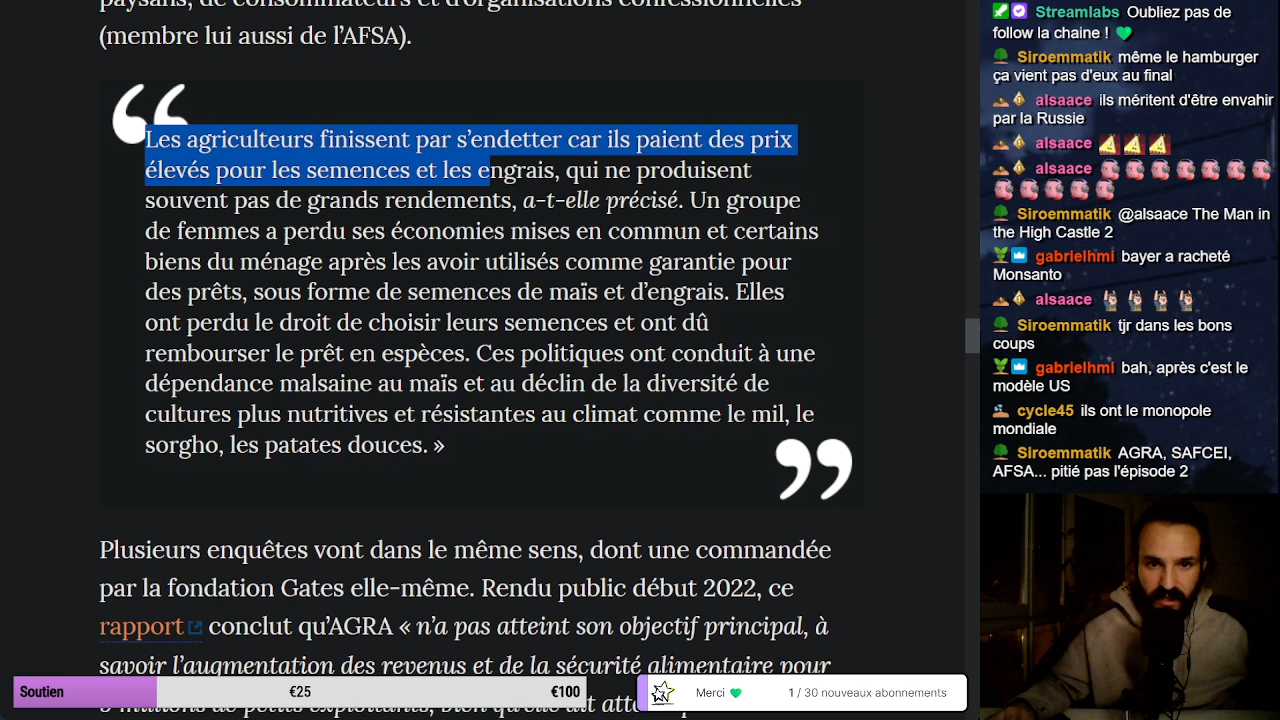 paysans, de consommateurs et d'organisations confessionnelles
(membre lui aussi de l’AFSA).
“
Les agriculteurs finissent par s’endetter car ils paient des prix
élevés pour les semences et les engrais, qui ne produisent
souvent pas de grands rendements, a-t-elle précisé. Un groupe
de femmes a perdu ses économies mises en commun et certains
biens du ménage après les avoir utilisés comme garantie pour
des prêts, sous forme de semences de maïs et d’engrais. Elles
ont perdu le droit de choisir leurs semences et ont dû
rembourser le prêt en espèces. Ces politiques ont conduit à une
dépendance malsaine au maïs et au déclin de la diversité de
cultures plus nutritives et résistantes au climat comme le mil, le
sorgho, les patates douces. »
”
Plusieurs enquêtes vont dans le même sens, dont une commandée
par la fondation Gates elle-même. Rendu public début 2022, ce
rapport conclut qu’AGRA « n’a pas atteint son objectif principal, à
savoir l’augmentation des revenus et de la sécurité alimentaire pour
Soutien €25 €100
Merci 1 / 30 nouveaux abonnements
Streamlabs Oubliez pas de
follow la chaine !
Siroemmatik même le hamburger
ça vient pas d'eux au final
alsaace ils méritent d'être envahir
par la Russie
alsaace
alsaace
Siroemmatik @alsaace The Man in
the High Castle 2
gabrielhmi bayer a racheté
Monsanto
alsaace
Siroemmatik tjr dans les bons
coups
gabrielhmi bah, après c'est le
modèle US
cycle45 ils ont le monopole
mondiale
Siroemmatik AGRA, SAFCEI,
AFSA... pitié pas l'épisode 2